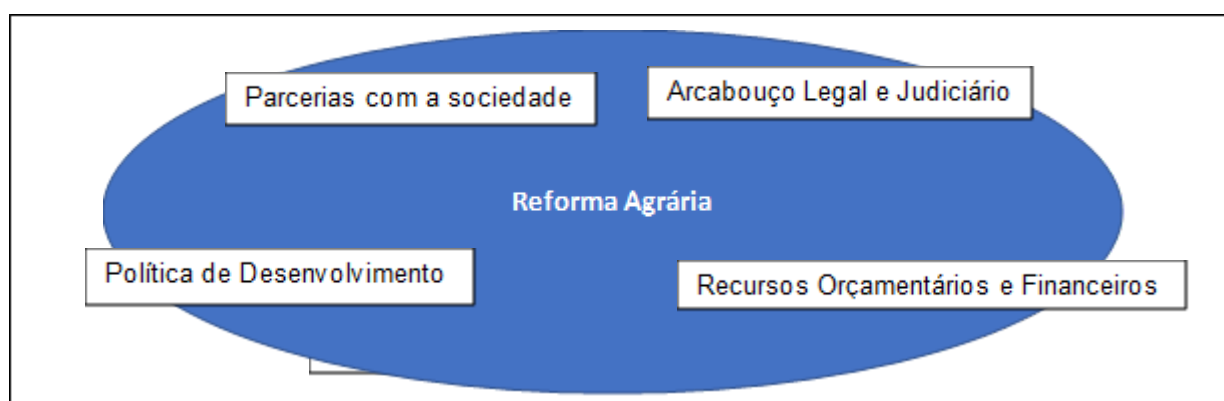 Parcerias com a sociedade
Arcabouço Legal e Judiciário
Reforma Agrária
Política de Desenvolvimento
Recursos Orçamentários e Financeiros